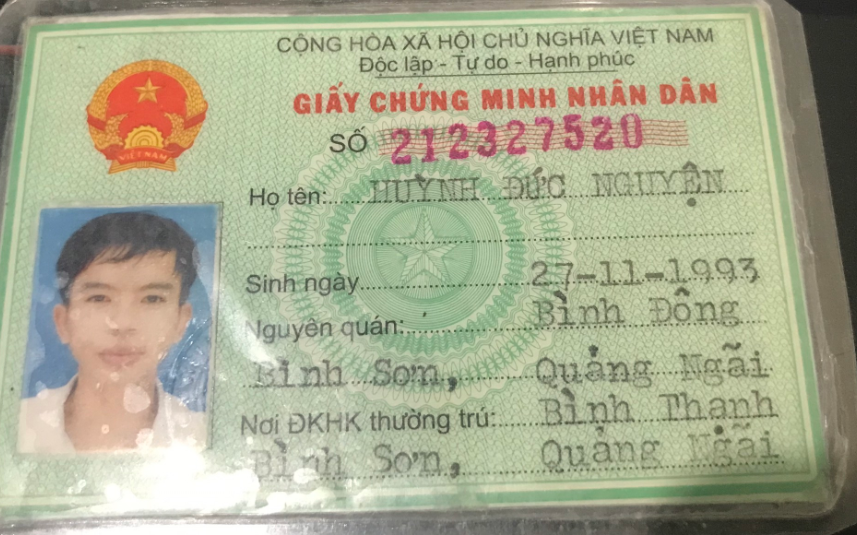 CỘNG HÒA XÃ HỘI CHỦ NGHĨA VIỆT NAM
Độc lập - Tự do - Hạnh phúc
GIẤY CHỨNG MINH NHÂN DÂN
SỐ 212327520
Họ tên: HUỲNH ĐỨC NGUYỆN
Sinh ngày 27-11-1993
Nguyên quán: Bình Đông
Bình Sơn, Quảng Ngãi
Nơi ĐKHK thường trú: Bình Thạnh
Bình Sơn, Quảng Ngãi
VIỆT NAM